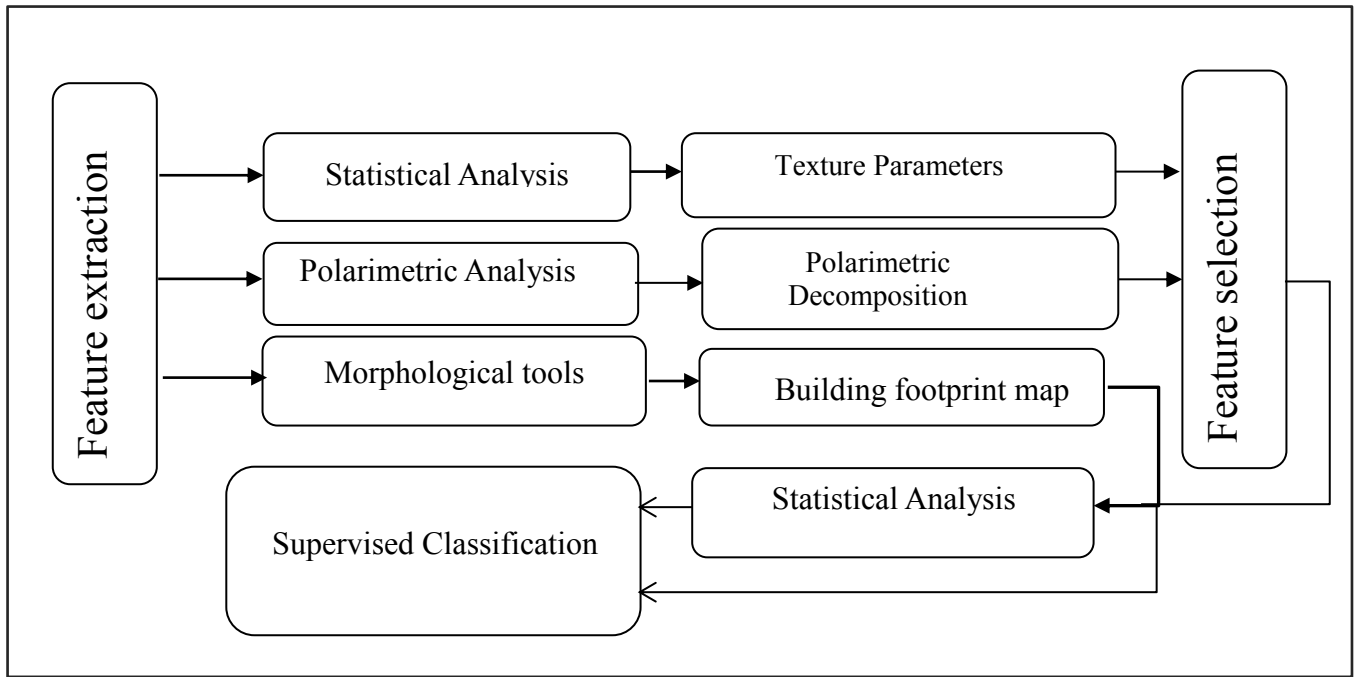 Feature extraction
Statistical Analysis
Texture Parameters
Polarimetric Analysis
Polarimetric
Decomposition
Morphological tools
Building footprint map
Feature selection
Statistical Analysis
Supervised Classification